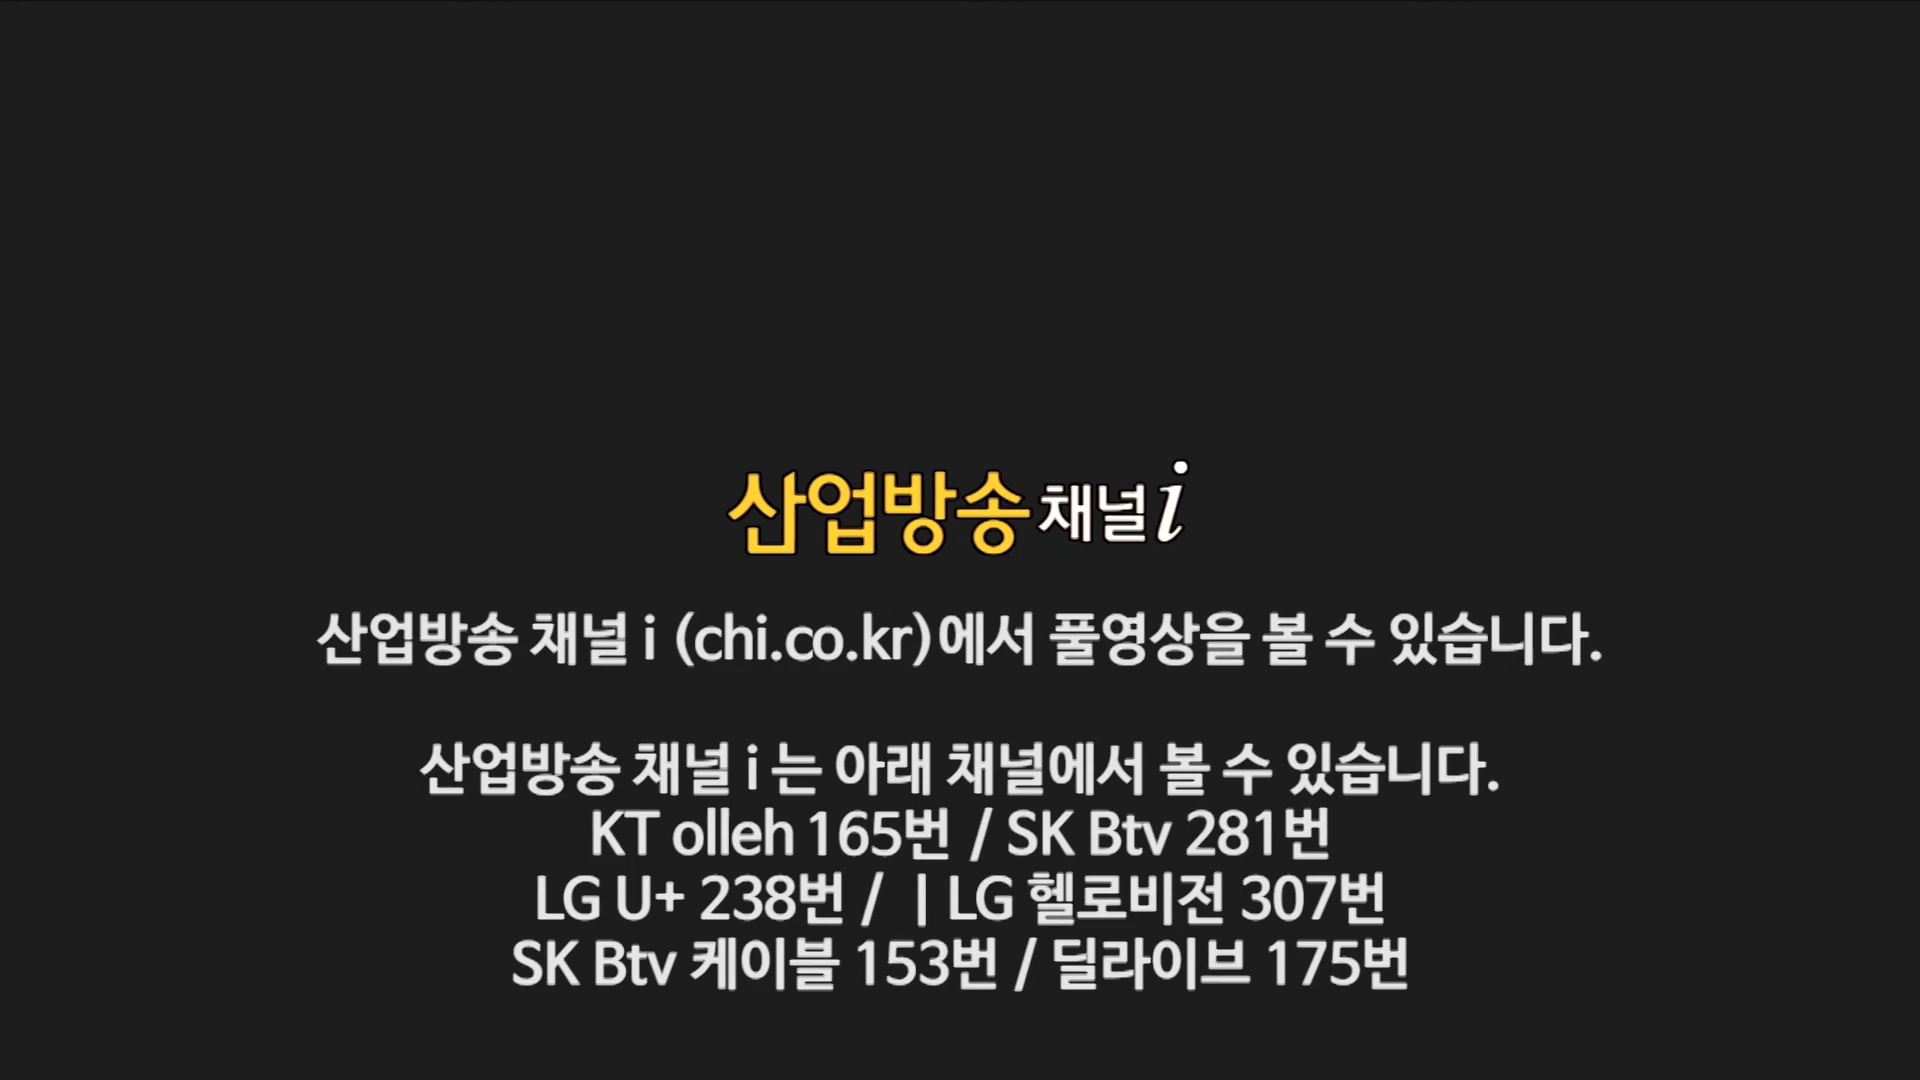 산업방송 채널 i
산업방송 채널 i (chi.co.kr)에서 풀영상을 볼 수 있습니다.
산업방송 채널 i 는 아래 채널에서 볼 수 있습니다.
KT olleh 165번 / SK Btv 281번
LG U+ 238번 / ㅣLG 헬로비전 307번
SK Btv 케이블 153번 / 딜라이브 175번